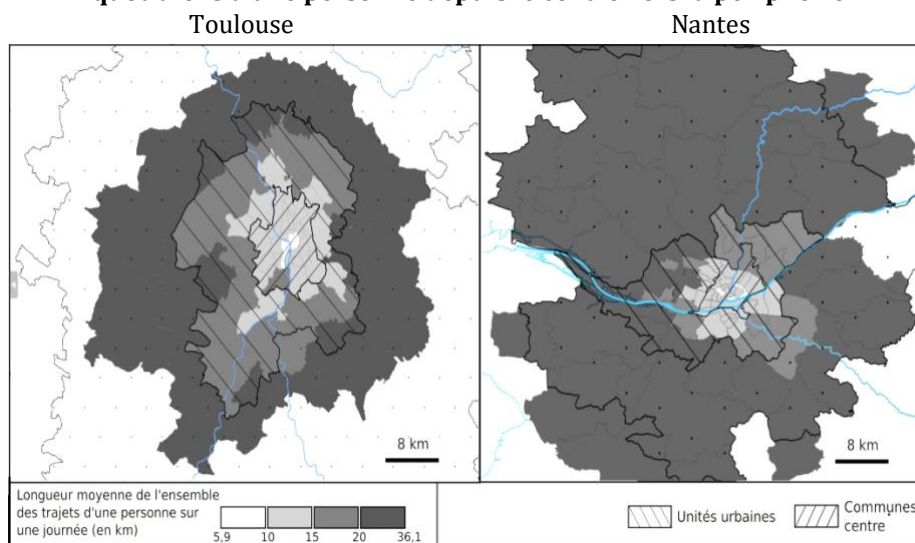 Toulouse
Nantes
8 km
8 km
Longueur moyenne de l'ensemble
des trajets d'une personne sur
une journée (en km)
5,9 10 15 20 36,1
Unités urbaines
Communes
centre